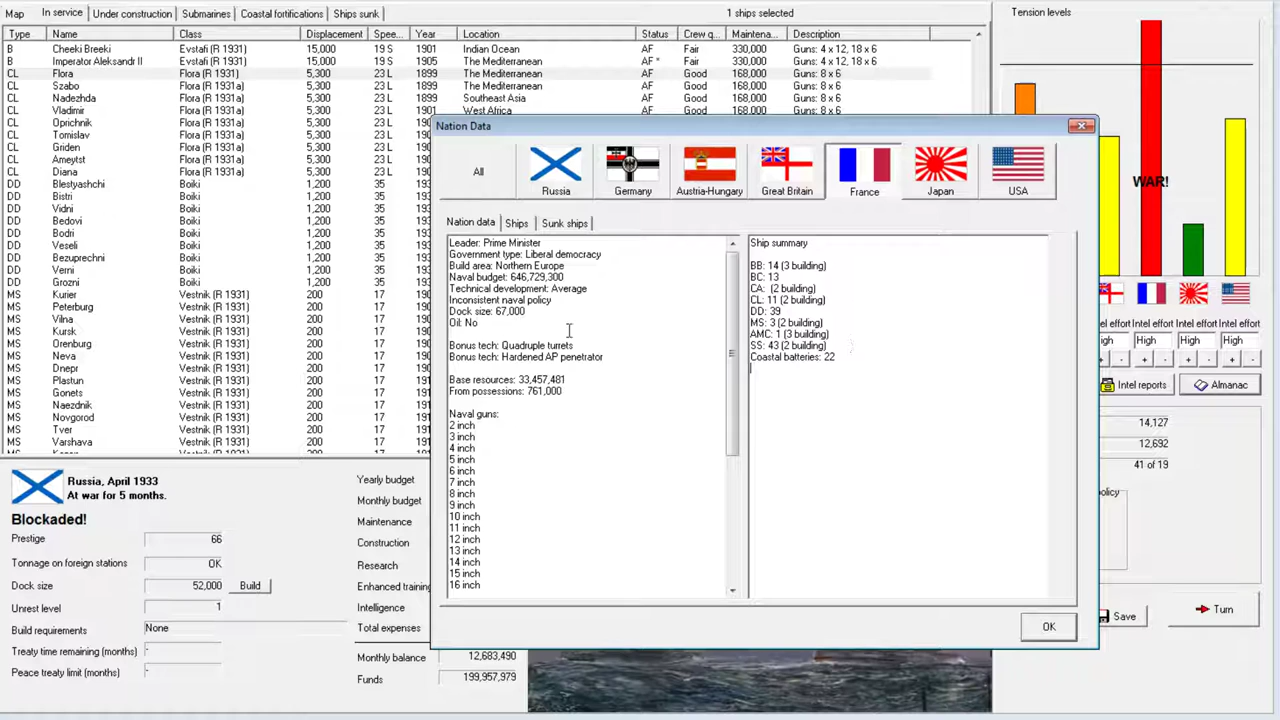 Map In service Under construction Submarines Coastal fortifications Ships sunk 1 ships selected
Type Name Class Displacement Spee... Year Location Status Crew q... Maintena... Description
B Cheeki Breeki Evstafi (R 1931) 15,000 19 S 1901 Indian Ocean AF Fair 330,000 Guns: 4 x 12, 18 x 6
B Imperator Aleksandr II Evstafi (R 1931) 15,000 19 S 1905 The Mediterranean AF * Fair 330,000 Guns: 4 x 12, 18 x 6
CL Flora Flora (R 1931) 5,300 23 L 1899 The Mediterranean AF Good 168,000 Guns: 8 x 6
CL Szabo Flora (R 1931a) 5,300 23 L 1899 The Mediterranean AF Good 168,000 Guns: 8 x 6
CL Nadezhda Flora (R 1931a) 5,300 23 L 1899 Southeast Asia AF Good 168,000 Guns: 8 x 6
CL Vladimir Flora (R 1931a) 5,300 23 L 1901 West Africa AF Good 168,000 Guns: 8 x 6
CL Oprichnik Flora (R 1931a) 5,300 23 L
CL Tomislav Flora (R 1931a) 5,300 23 L
CL Griden Flora (R 1931a) 5,300 23 L
CL Ameytst Flora (R 1931a) 5,300 23 L
CL Diana Flora (R 1931a) 5,300 23 L
DD Blestyashchi Boiki 1,200 35
DD Bistri Boiki 1,200 35
DD Vidni Boiki 1,200 35
DD Bedovi Boiki 1,200 35
DD Bodri Boiki 1,200 35
DD Veseli Boiki 1,200 35
DD Bezuprechni Boiki 1,200 35
DD Verni Boiki 1,200 35
DD Grozni Boiki 1,200 35
MS Kurier Vestnik (R 1931) 200 17
MS Peterburg Vestnik (R 1931) 200 17
MS Vilna Vestnik (R 1931) 200 17
MS Kursk Vestnik (R 1931) 200 17
MS Orenburg Vestnik (R 1931) 200 17
MS Neva Vestnik (R 1931) 200 17
MS Dnepr Vestnik (R 1931) 200 17
MS Plastun Vestnik (R 1931) 200 17
MS Gonets Vestnik (R 1931) 200 17
MS Naezdnik Vestnik (R 1931) 200 17
MS Novgorod Vestnik (R 1931) 200 17
MS Tver Vestnik (R 1931) 200 17
MS Varshava Vestnik (R 1931) 200 17
Nation Data
All Russia Germany Austria-Hungary Great Britain France Japan USA
Nation data Ships Sunk ships
Leader: Prime Minister
Government type: Liberal democracy
Build area: Northern Europe
Naval budget: 646,729,300
Technical development: Average
Inconsistent naval policy
Dock size: 67,000
Oil: No
Bonus tech: Quadruple turrets
Bonus tech: Hardened AP penetrator
Base resources: 33,457,481
From possessions: 761,000
Naval guns:
2 inch
3 inch
4 inch
5 inch
6 inch
7 inch
8 inch
9 inch
10 inch
11 inch
12 inch
13 inch
14 inch
15 inch
16 inch
Ship summary
BB: 14 (3 building)
BC: 13
CA: (2 building)
CL: 11 (2 building)
DD: 39
MS: 3 (2 building)
AMC: 1 (3 building)
SS: 43 (2 building)
Coastal batteries: 22
OK
Tension levels
WAR!
Intel effort Intel effort Intel effort
High High High
+ - + - + -
Intel reports Almanac
14,127
12,692
41 of 19
olicy
Save Turn
Russia, April 1933
At war for 5 months.
Blockaded!
Prestige 66
Tonnage on foreign stations OK
Dock size 52,000 Build
Unrest level 1
Build requirements None
Treaty time remaining (months) -
Peace treaty limit (months) -
Yearly budget
Monthly budget
Maintenance
Construction
Research
Enhanced training
Intelligence
Total expenses
Monthly balance 12,683,490
Funds 199,957,979